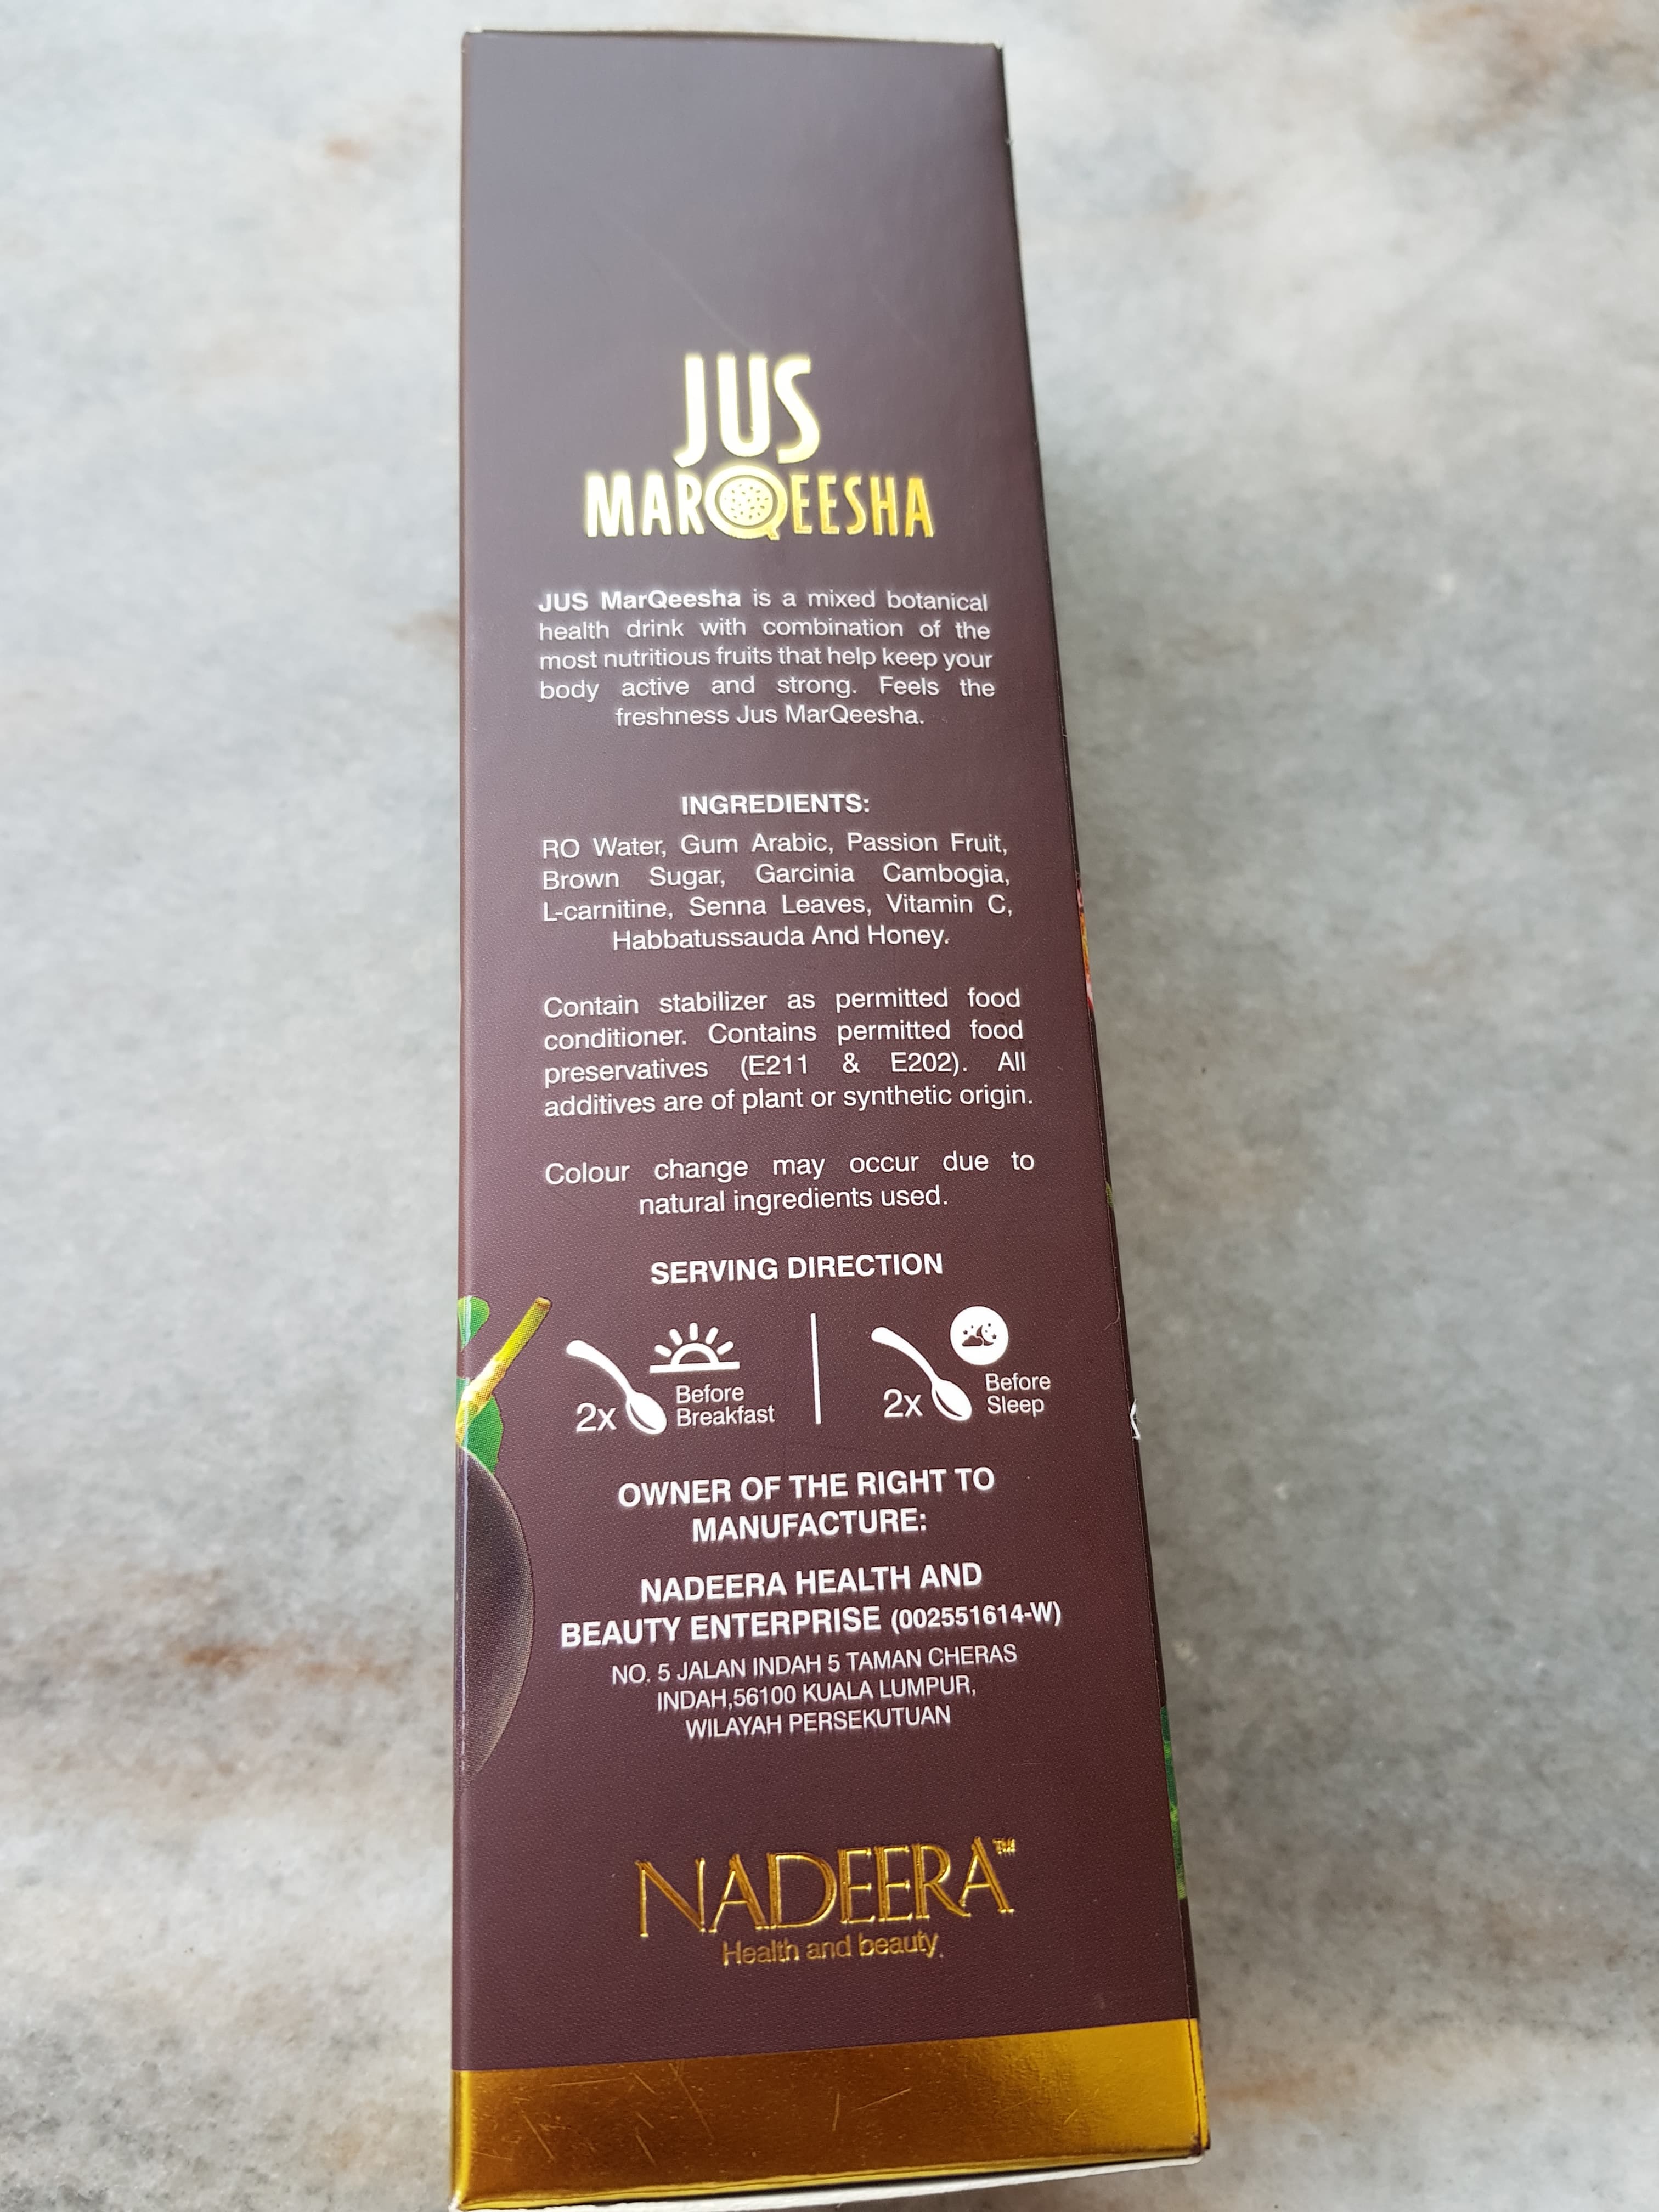 JUS
MARQEESHA
JUS MarQeesha is a mixed botanical
health drink with combination of the
most nutritious fruits that help keep your
body active and strong. Feels the
freshness Jus MarQeesha.
INGREDIENTS:
RO Water, Gum Arabic, Passion Fruit,
Brown Sugar, Garcinia Cambogia,
L-carnitine, Senna Leaves, Vitamin C,
Habbatussauda And Honey.
Contain stabilizer as permitted food
conditioner. Contains permitted food
preservatives (E211 & E202). All
additives are of plant or synthetic origin.
Colour change may occur due to
natural ingredients used.
SERVING DIRECTION
2x Before
Breakfast
2x Before
Sleep
OWNER OF THE RIGHT TO
MANUFACTURE:
NADEERA HEALTH AND
BEAUTY ENTERPRISE (002551614-W)
NO. 5 JALAN INDAH 5 TAMAN CHERAS
INDAH,56100 KUALA LUMPUR,
WILAYAH PERSEKUTUAN
NADEERA™
Health and beauty